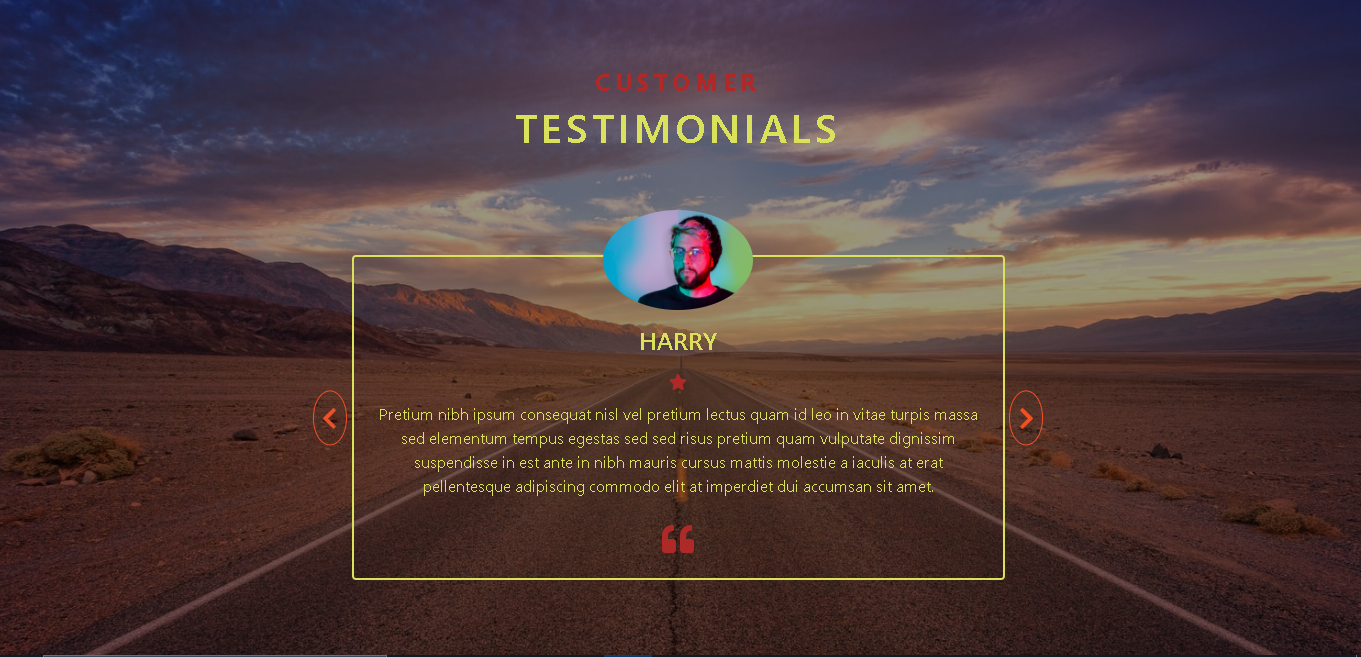 CUSTOMER
TESTIMONIALS
HARRY
Pretium nibh ipsum consequat nisl vel pretium lectus quam id leo in vitae turpis massa
sed elementum tempus egestas sed sed risus pretium quam vulputate dignissim
suspendisse in est ante in nibh mauris cursus mattis molestie a iaculis at erat
pellentesque adipiscing commodo elit at imperdiet dui accumsan sit amet.